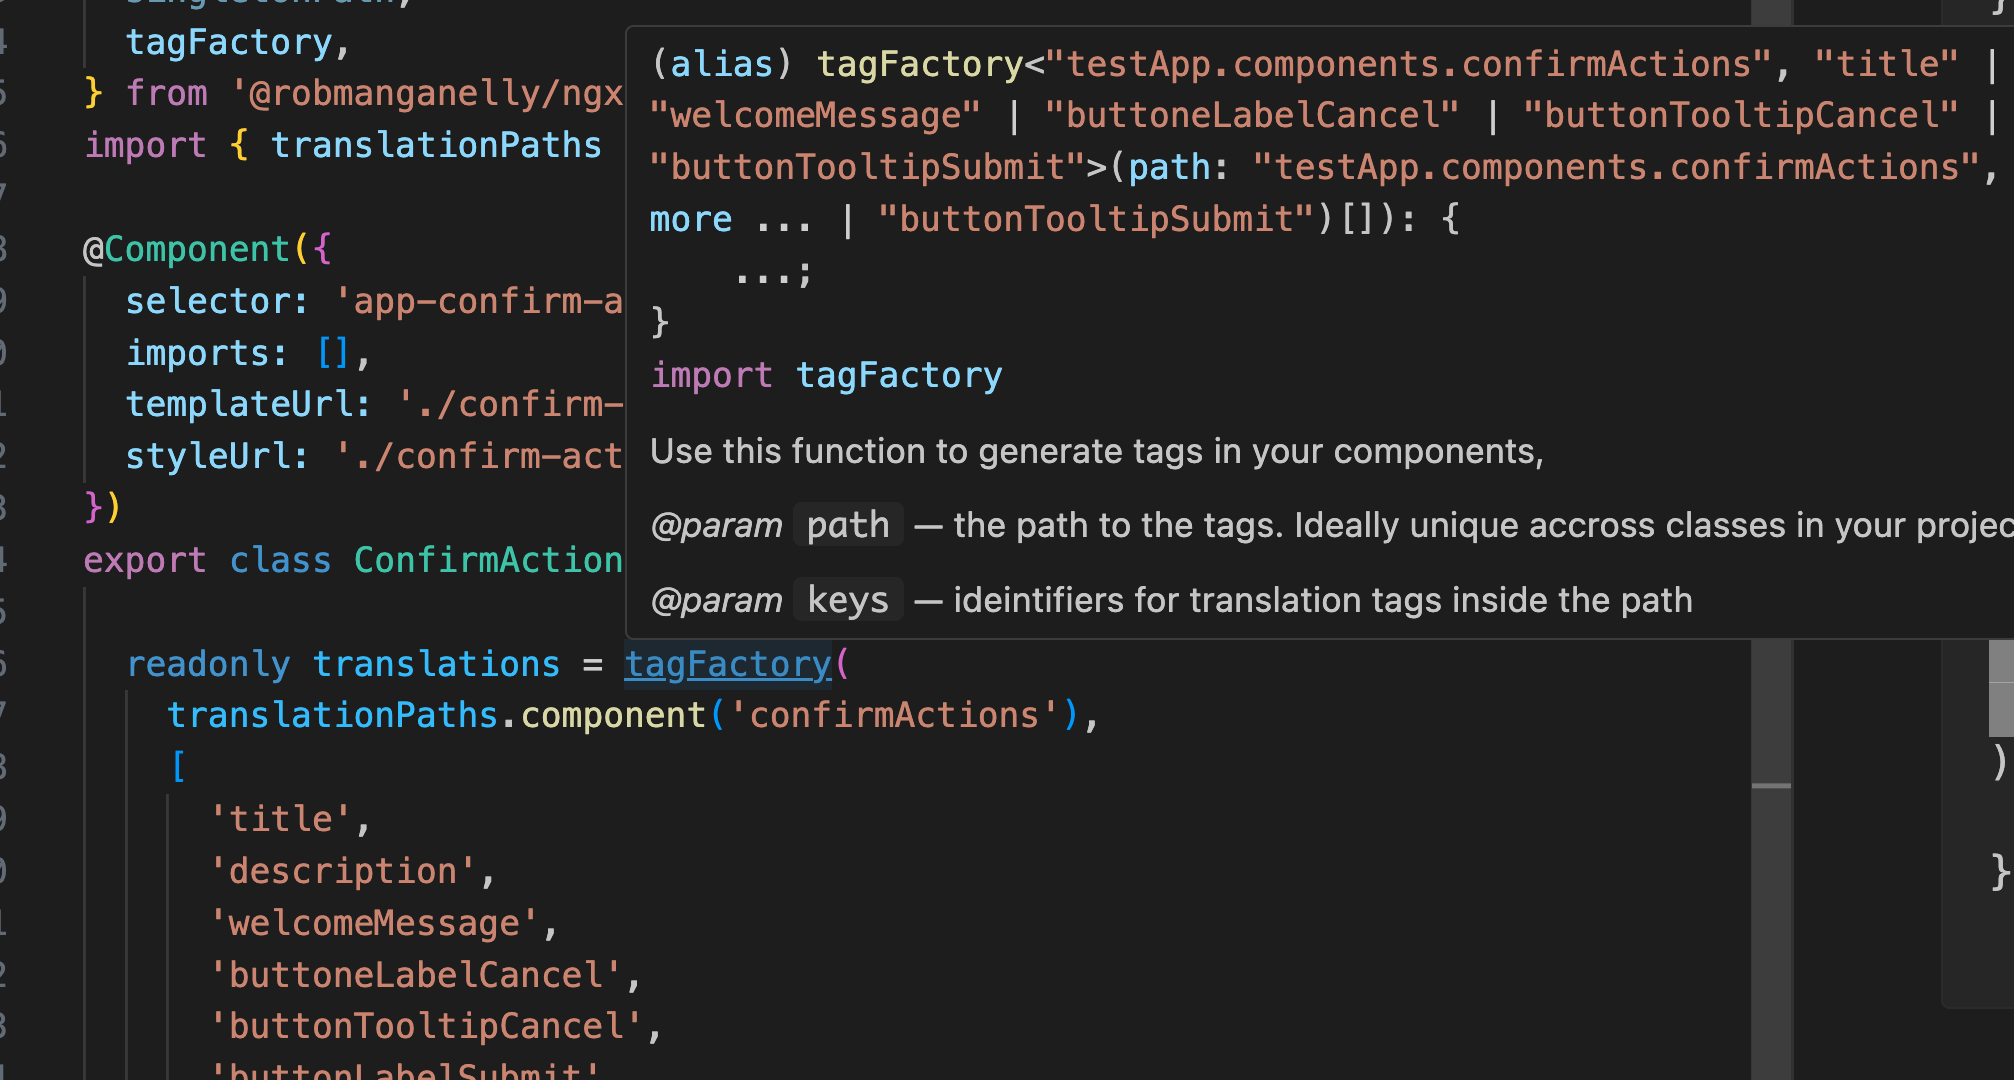 singletonPath,
tagFactory,
} from '@robmanganelly/ngx
import { translationPaths
@Component({
selector: 'app-confirm-a
imports: [],
templateUrl: './confirm-
styleUrl: './confirm-act
})
export class ConfirmAction
(alias) tagFactory<"testApp.components.confirmActions", "title" |
"welcomeMessage" | "buttoneLabelCancel" | "buttonTooltipCancel" |
"buttonTooltipSubmit">(path: "testApp.components.confirmActions",
more ... | "buttonTooltipSubmit")[]): {
...;
}
import tagFactory
Use this function to generate tags in your components,
@param path — the path to the tags. Ideally unique accross classes in your projec
@param keys — ideintifiers for translation tags inside the path
readonly translations = tagFactory(
translationPaths.component('confirmActions'),
[
'title',
'description',
'welcomeMessage',
'buttoneLabelCancel',
'buttonTooltipCancel',
'buttonLabelSubmit'
}
)
}